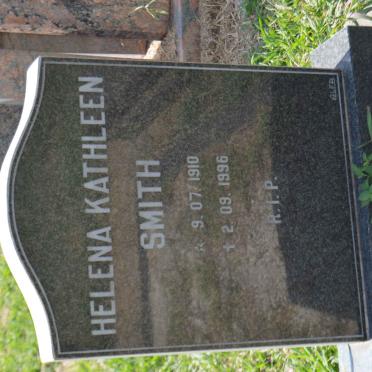 HELENA KATHLEEN
SMITH
☆ 9.07.1910
† 2.09.1996
R.I.P.